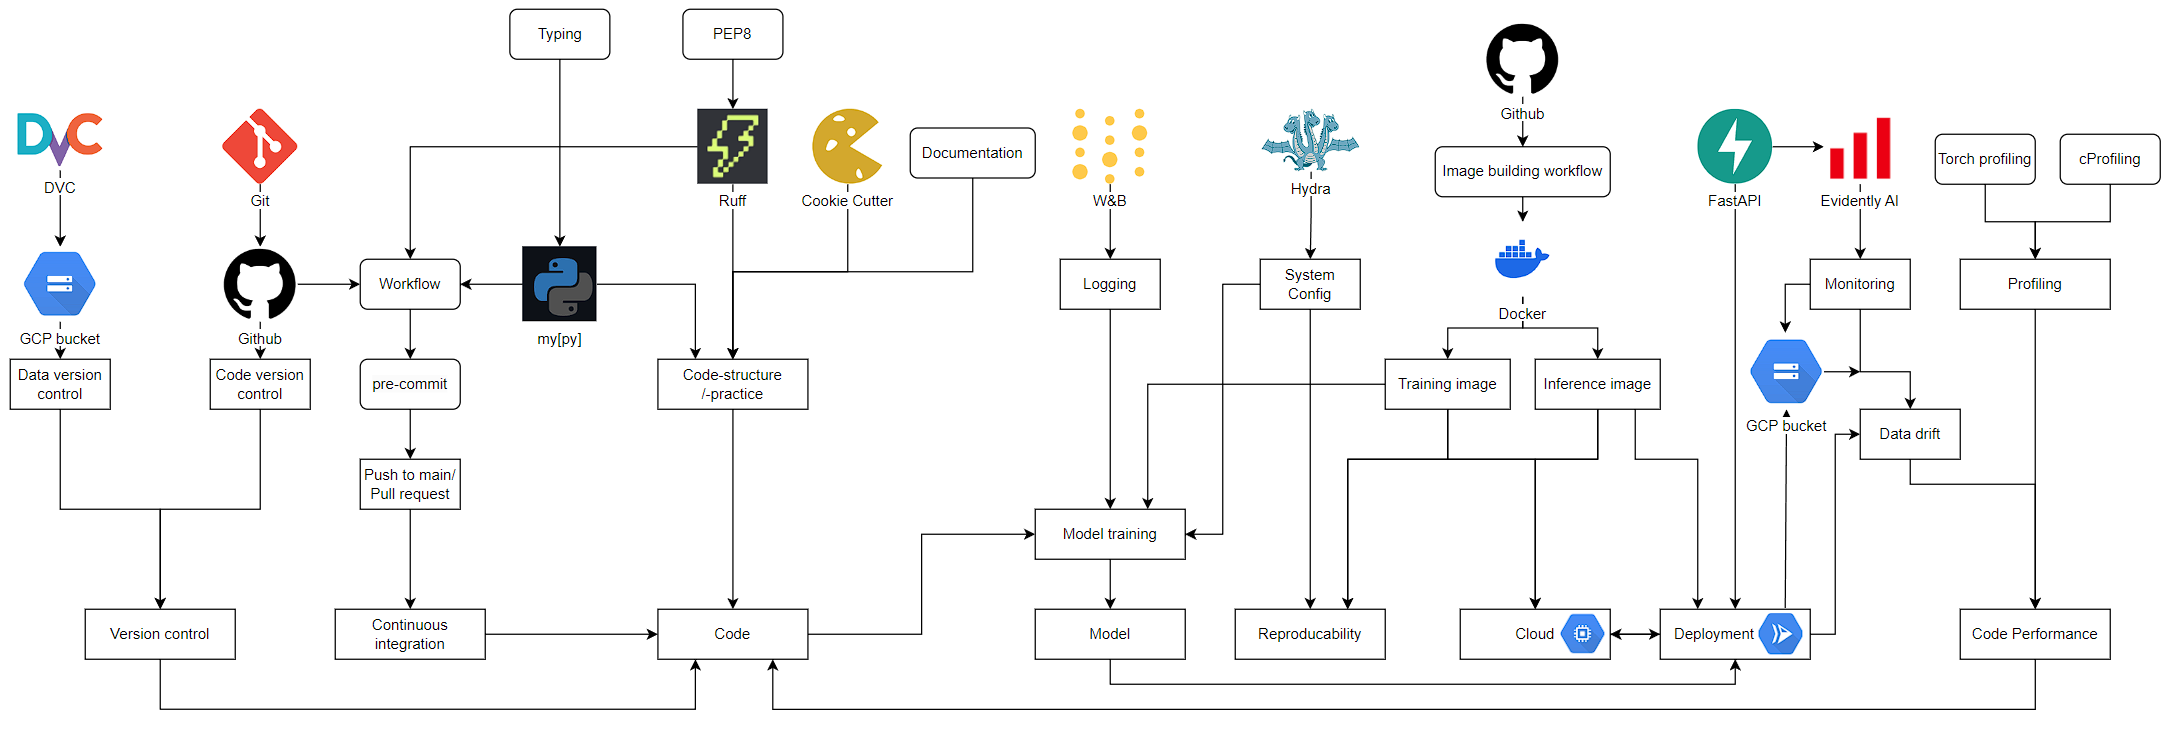 Typing
PEP8
DVC
DVC
Git
Ruff
Cookie Cutter
Documentation
W&B
Hydra
Github
Image building workflow
FastAPI
Evidently AI
Torch profiling
cProfiling
GCP bucket
Github
Workflow
my[py]
Logging
System
Config
Docker
Monitoring
Profiling
Data version
control
Code version
control
pre-commit
Code-structure
/-practice
Training image
Inference image
GCP bucket
Data drift
Push to main/
Pull request
Model training
Version control
Continuous
integration
Code
Model
Reproducability
Cloud
Deployment
Code Performance